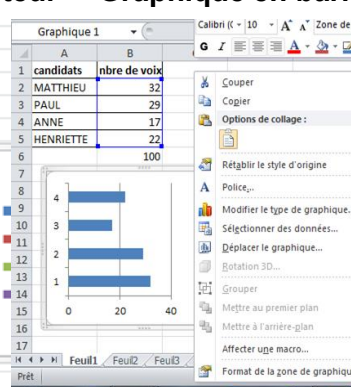 Graphique 1
Calibri (C 10 A A Zone de
G I
A B
1 candidats nbre de voix
2 MATTHIEU 32
3 PAUL 29
4 ANNE 17
5 HENRIETTE 22
6 100
7
8
9
10
11
12
13
14
15
16
17
4
3
2
1
0 20 40
Couper
Copier
Options de collage :
Rétablir le style d'origine
Police...
Modifier le type de graphique.
Sélectionner des données...
Déplacer le graphique...
Rotation 3D...
Grouper
Mettre au premier plan
Mettre à l'arrière-plan
Affecter une macro...
Format de la zone de graphiqu
Feuil1 Feuil2 Feuil3
Prêt